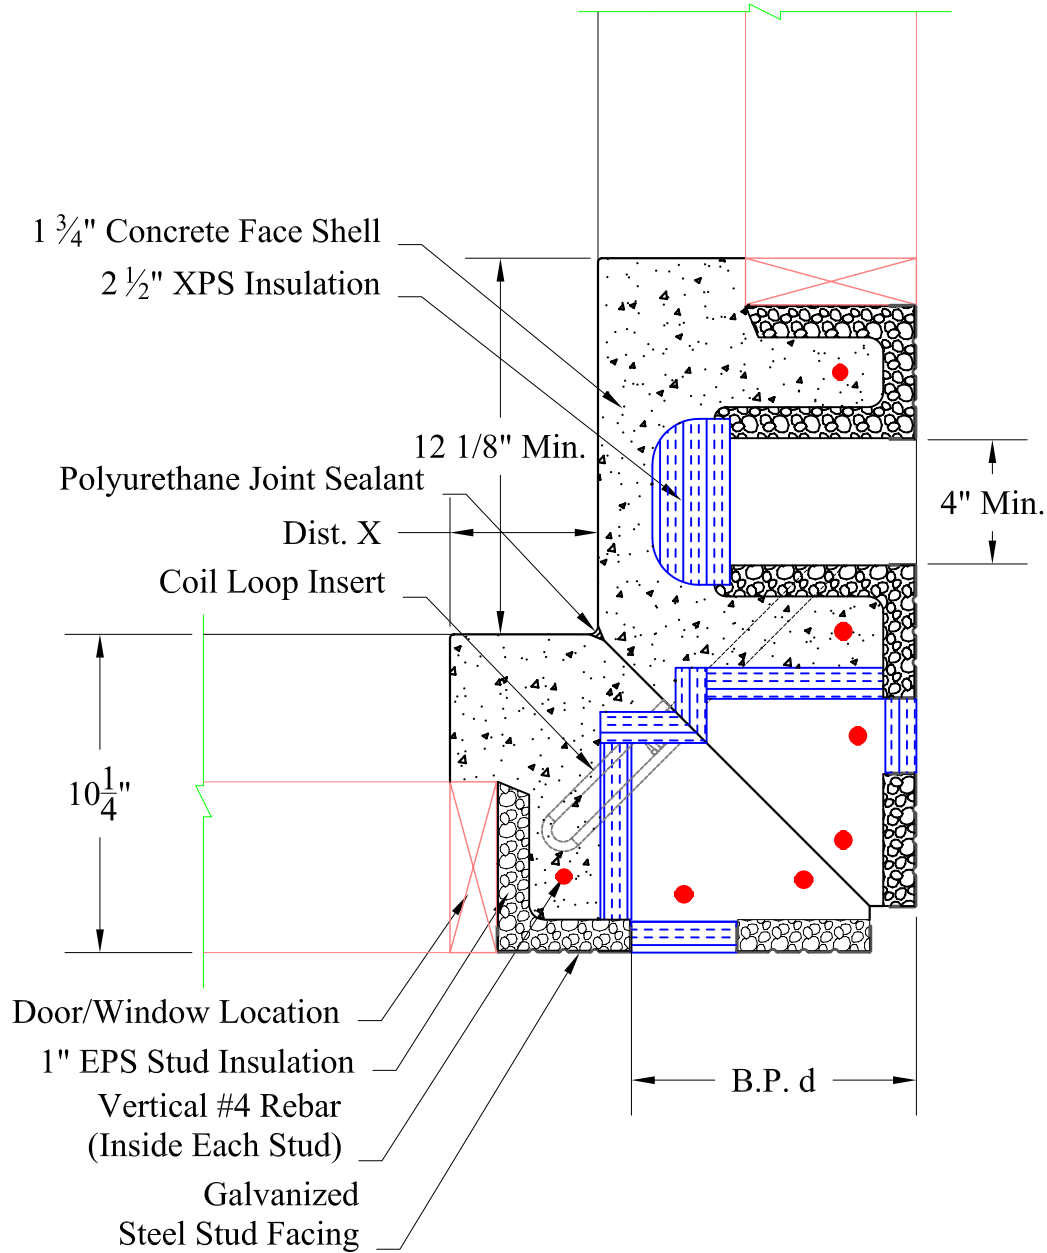 1 3/4" Concrete Face Shell
2 1/2" XPS Insulation
12 1/8" Min.
Polyurethane Joint Sealant
4" Min.
Dist. X
Coil Loop Insert
10 1/4"
Door/Window Location
1" EPS Stud Insulation
B.P. d
Vertical #4 Rebar
(Inside Each Stud)
Galvanized
Steel Stud Facing